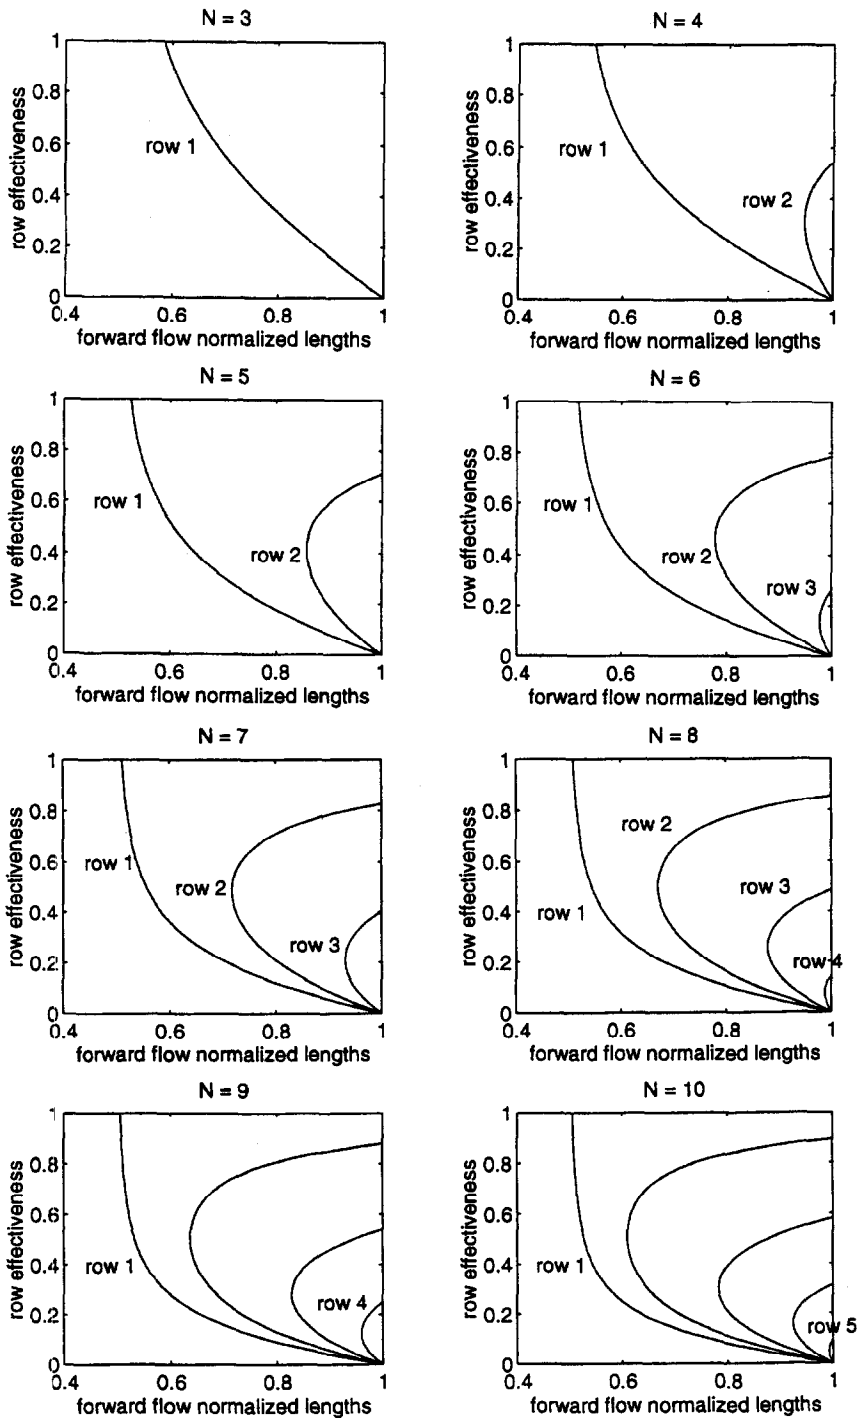 N = 3
row effectiveness
1
0.8
0.6
0.4
0.2
0
row 1
0.4 0.6 0.8 1
forward flow normalized lengths
N = 4
row effectiveness
1
0.8
0.6
0.4
0.2
0
row 1
row 2
0.4 0.6 0.8 1
forward flow normalized lengths
N = 5
row effectiveness
1
0.8
0.6
0.4
0.2
0
row 1
row 2
0.4 0.6 0.8 1
forward flow normalized lengths
N = 6
row effectiveness
1
0.8
0.6
0.4
0.2
0
row 1
row 2
row 3
0.4 0.6 0.8 1
forward flow normalized lengths
N = 7
row effectiveness
1
0.8
0.6
0.4
0.2
0
row 1
row 2
row 3
0.4 0.6 0.8 1
forward flow normalized lengths
N = 8
row effectiveness
1
0.8
0.6
0.4
0.2
0
row 2
row 3
row 1
row 4
0.4 0.6 0.8 1
forward flow normalized lengths
N = 9
row effectiveness
1
0.8
0.6
0.4
0.2
0
row 1
row 4
0.4 0.6 0.8 1
forward flow normalized lengths
N = 10
row effectiveness
1
0.8
0.6
0.4
0.2
0
row 1
row 5
0.4 0.6 0.8 1
forward flow normalized lengths